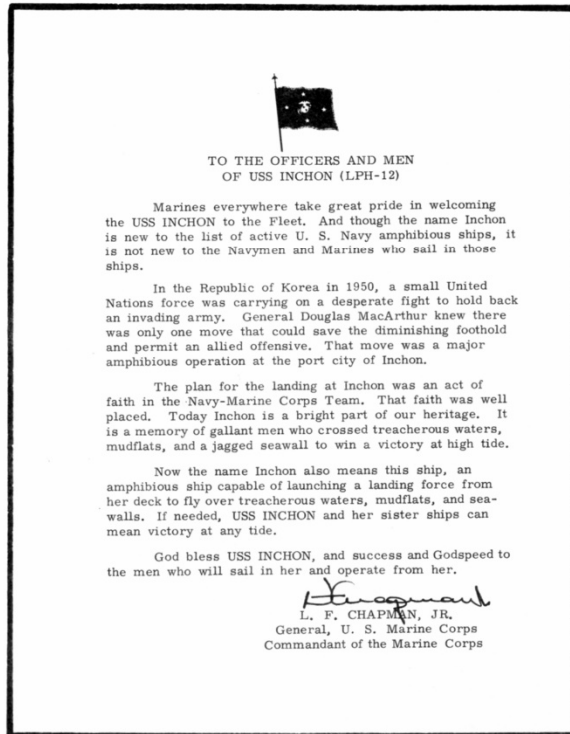 TO THE OFFICERS AND MEN
OF USS INCHON (LPH-12)
Marines everywhere take great pride in welcoming
the USS INCHON to the Fleet. And though the name Inchon
is new to the list of active U. S. Navy amphibious ships, it
is not new to the Navymen and Marines who sail in those
ships.
In the Republic of Korea in 1950, a small United
Nations force was carrying on a desperate fight to hold back
an invading army. General Douglas MacArthur knew there
was only one move that could save the diminishing foothold
and permit an allied offensive. That move was a major
amphibious operation at the port city of Inchon.
The plan for the landing at Inchon was an act of
faith in the Navy-Marine Corps Team. That faith was well
placed. Today Inchon is a bright part of our heritage. It
is a memory of gallant men who crossed treacherous waters,
mudflats, and a jagged seawall to win a victory at high tide.
Now the name Inchon also means this ship, an
amphibious ship capable of launching a landing force from
her deck to fly over treacherous waters, mudflats, and sea-
walls. If needed, USS INCHON and her sister ships can
mean victory at any tide.
God bless USS INCHON, and success and Godspeed to
the men who will sail in her and operate from her.
L. F. CHAPMAN, JR.
General, U. S. Marine Corps
Commandant of the Marine Corps